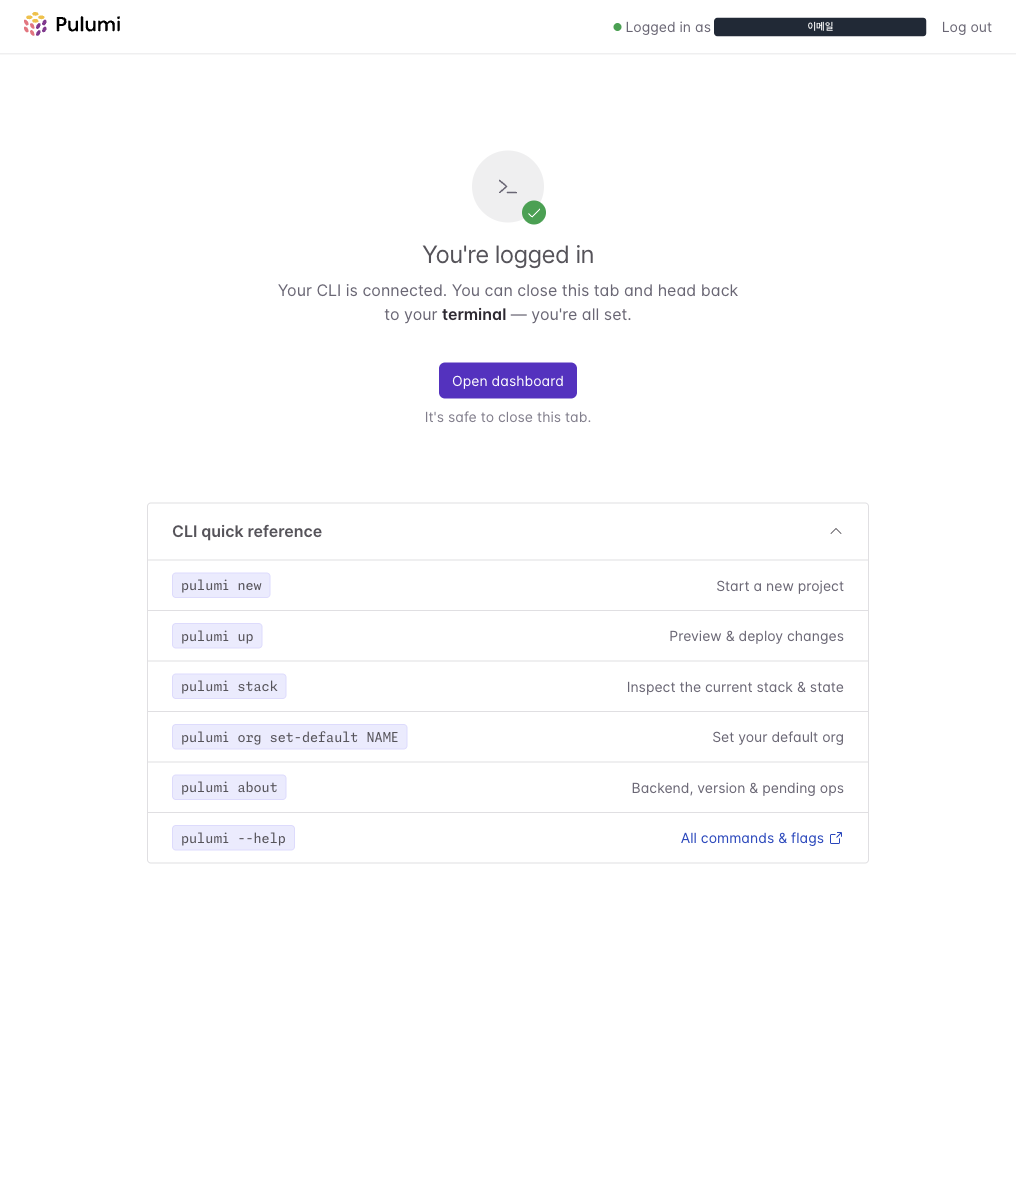 Pulumi
Logged in as 이메일 Log out
>_
You're logged in
Your CLI is connected. You can close this tab and head back
to your terminal — you're all set.
Open dashboard
It's safe to close this tab.
CLI quick reference
pulumi new Start a new project
pulumi up Preview & deploy changes
pulumi stack Inspect the current stack & state
pulumi org set-default NAME Set your default org
pulumi about Backend, version & pending ops
pulumi --help All commands & flags